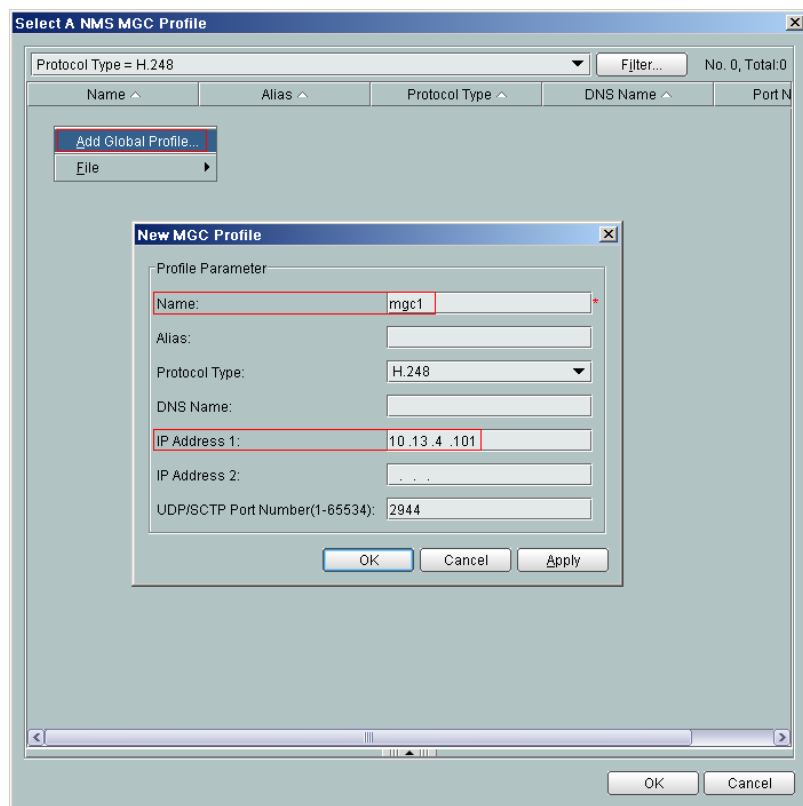 Select A NMS MGC Profile
Protocol Type = H.248
Filter...
No. 0, Total:0
Name
Alias
Protocol Type
DNS Name
Port N
Add Global Profile...
File
New MGC Profile
Profile Parameter
Name: mgc1 *
Alias:
Protocol Type: H.248
DNS Name:
IP Address 1: 10 .13 .4 .101
IP Address 2: . . .
UDP/SCTP Port Number(1-65534): 2944
OK Cancel Apply
OK Cancel